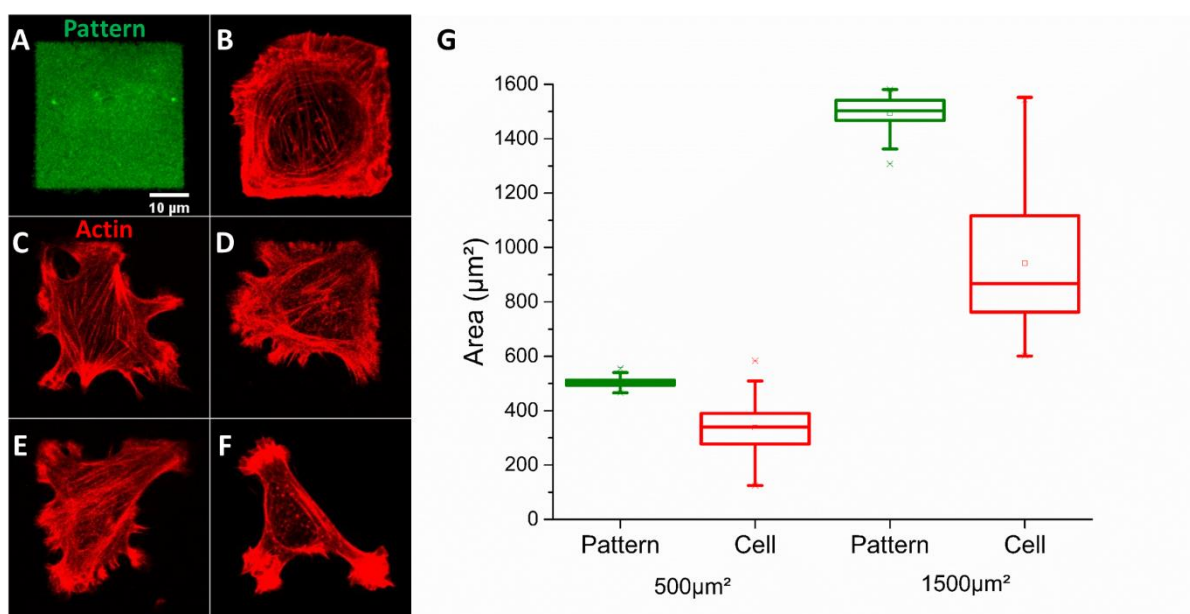 A Pattern
10 µm
B
C Actin
D
E
F
G
Area (µm²)
1600
1400
1200
1000
800
600
400
200
0
Pattern Cell Pattern Cell
500µm² 1500µm²